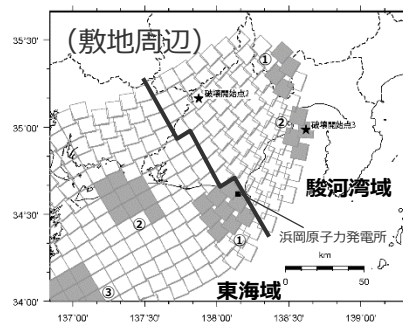 （敷地周辺）
35°30'
①
★破壊開始点2
35°00'
②
★破壊開始点3
駿河湾域
34°30'
②
浜岡原子力発電所
①
km
0 50
東海域
③
34°00'
137°00' 137°30' 138°00' 138°30' 139°00'